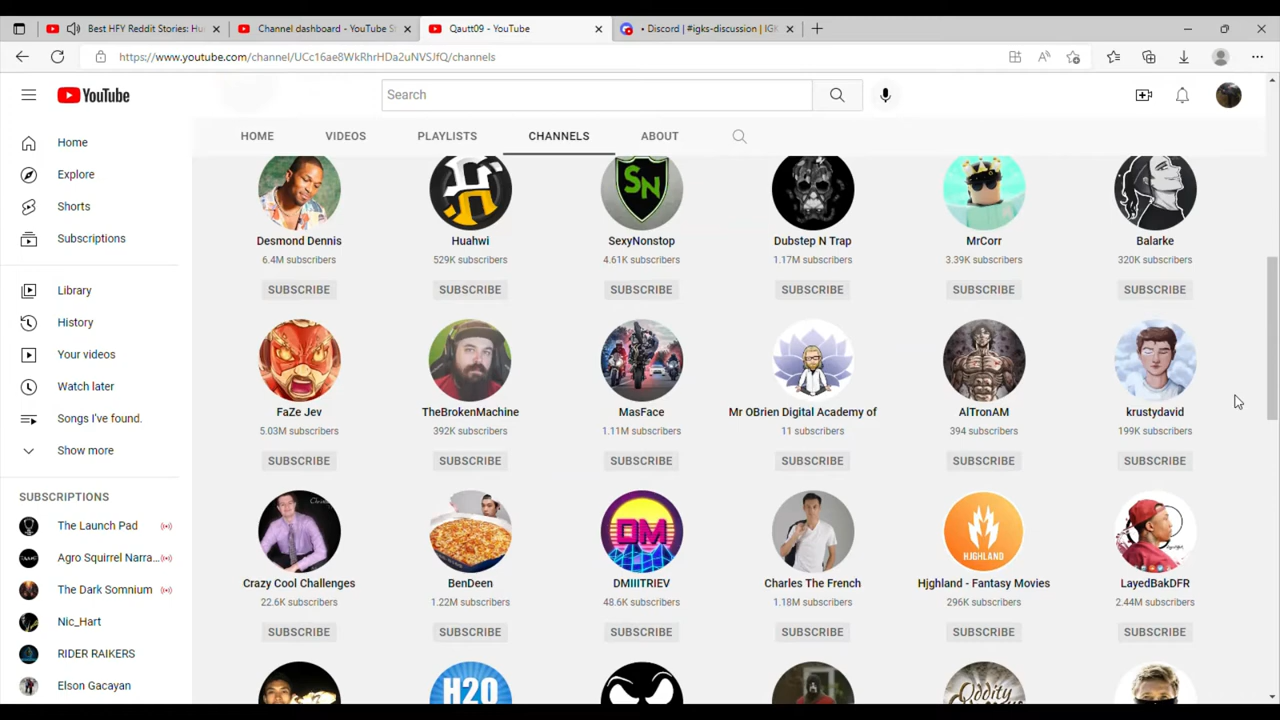 Best HFY Reddit Stories: Hu
Channel dashboard - YouTube S
Qautt09 - YouTube
• Discord | #igks-discussion | IGK
https://www.youtube.com/channel/UCc16ae8WkRhrHDa2uNVSJfQ/channels
YouTube
Search
HOME VIDEOS PLAYLISTS CHANNELS ABOUT
Home
Explore
Shorts
Subscriptions
Library
History
Your videos
Watch later
Songs I've found.
Show more
SUBSCRIPTIONS
The Launch Pad
Agro Squirrel Narra...
The Dark Somnium
Nic_Hart
RIDER RAIKERS
Elson Gacayan
SN
Desmond Dennis Huahwi SexyNonstop Dubstep N Trap MrCorr Balarke
6.4M subscribers 529K subscribers 4.61K subscribers 1.17M subscribers 3.39K subscribers 320K subscribers
SUBSCRIBE SUBSCRIBE SUBSCRIBE SUBSCRIBE SUBSCRIBE SUBSCRIBE
FaZe Jev TheBrokenMachine MasFace Mr OBrien Digital Academy of AlTronAM krustydavid
5.03M subscribers 392K subscribers 1.11M subscribers 11 subscribers 394 subscribers 199K subscribers
SUBSCRIBE SUBSCRIBE SUBSCRIBE SUBSCRIBE SUBSCRIBE SUBSCRIBE
DM HJGHLAND
Crazy Cool Challenges BenDeen DMIIITRIEV Charles The French Hjghland - Fantasy Movies LayedBakDFR
22.6K subscribers 1.22M subscribers 48.6K subscribers 1.18M subscribers 296K subscribers 2.44M subscribers
SUBSCRIBE SUBSCRIBE SUBSCRIBE SUBSCRIBE SUBSCRIBE SUBSCRIBE
H2O Oddity